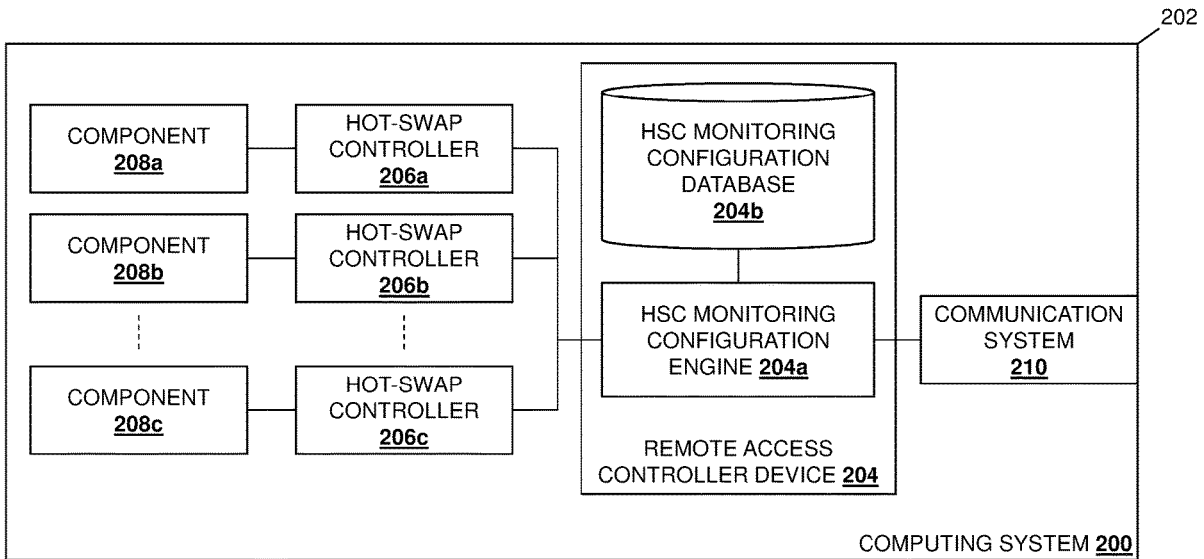 202
COMPONENT
208a
HOT-SWAP
CONTROLLER
206a
HSC MONITORING
CONFIGURATION
DATABASE
204b
COMPONENT
208b
HOT-SWAP
CONTROLLER
206b
HSC MONITORING
CONFIGURATION
ENGINE 204a
COMMUNICATION
SYSTEM
210
COMPONENT
208c
HOT-SWAP
CONTROLLER
206c
REMOTE ACCESS
CONTROLLER DEVICE 204
COMPUTING SYSTEM 200